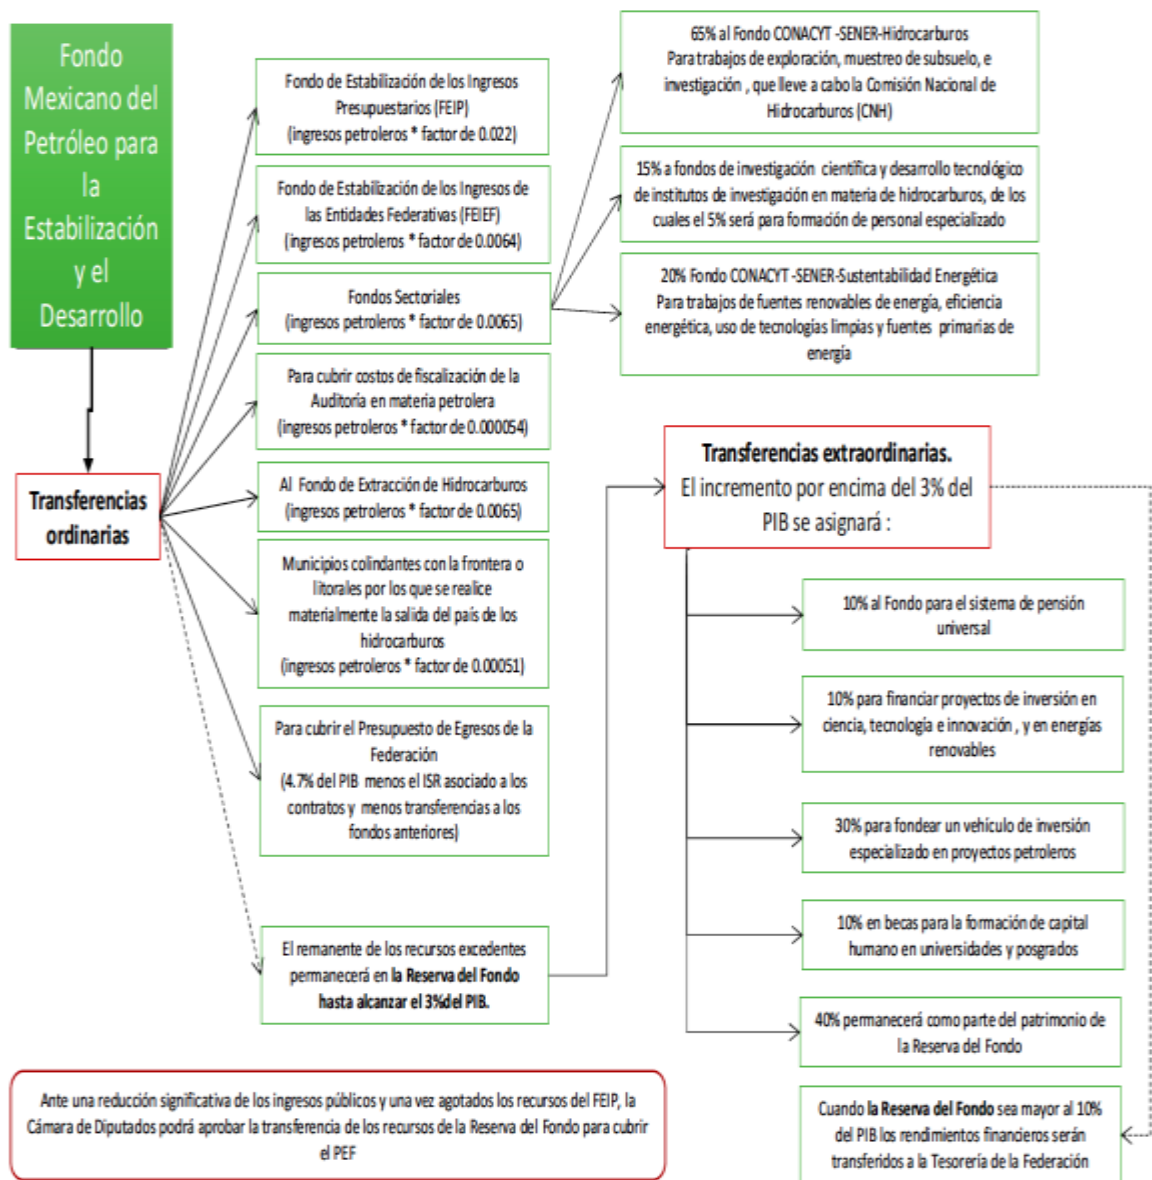 Fondo
Mexicano del
Petróleo para
la
Estabilización
y el
Desarrollo
Transferencias
ordinarias
Fondo de Estabilización de los Ingresos
Presupuestarios (FEIP)
(ingresos petroleros * factor de 0.022)
Fondo de Estabilización de los Ingresos de
las Entidades Federativas (FEIEF)
(ingresos petroleros * factor de 0.0064)
Fondos Sectoriales
(ingresos petroleros * factor de 0.0065)
Para cubrir costos de fiscalización de la
Auditoría en materia petrolera
(ingresos petroleros * factor de 0.000054)
Al Fondo de Extracción de Hidrocarburos
(ingresos petroleros * factor de 0.0065)
Municipios colindantes con la frontera o
litorales por los que se realice
materialmente la salida del país de los
hidrocarburos
(ingresos petroleros * factor de 0.00051)
Para cubrir el Presupuesto de Egresos de la
Federación
(4.7% del PIB menos el ISR asociado a los
contratos y menos transferencias a los
fondos anteriores)
El remanente de los recursos excedentes
permanecerá en la Reserva del Fondo
hasta alcanzar el 3%del PIB.
65% al Fondo CONACYT -SENER-Hidrocarburos
Para trabajos de exploración, muestreo de subsuelo, e
investigación , que lleve a cabo la Comisión Nacional de
Hidrocarburos (CNH)
15% a fondos de investigación científica y desarrollo tecnológico
de institutos de investigación en materia de hidrocarburos, de los
cuales el 5% será para formación de personal especializado
20% Fondo CONACYT -SENER-Sustentabilidad Energética
Para trabajos de fuentes renovables de energía, eficiencia
energética, uso de tecnologías limpias y fuentes primarias de
energía
Transferencias extraordinarias.
El incremento por encima del 3% del
PIB se asignará :
10% al Fondo para el sistema de pensión
universal
10% para financiar proyectos de inversión en
ciencia, tecnología e innovación , y en energías
renovables
30% para fondear un vehículo de inversión
especializado en proyectos petroleros
10% en becas para la formación de capital
humano en universidades y posgrados
40% permanecerá como parte del patrimonio de
la Reserva del Fondo
Cuando la Reserva del Fondo sea mayor al 10%
del PIB los rendimientos financieros serán
transferidos a la Tesorería de la Federación
Ante una reducción significativa de los ingresos públicos y una vez agotados los recursos del FEIP, la
Cámara de Diputados podrá aprobar la transferencia de los recursos de la Reserva del Fondo para cubrir
el PEF